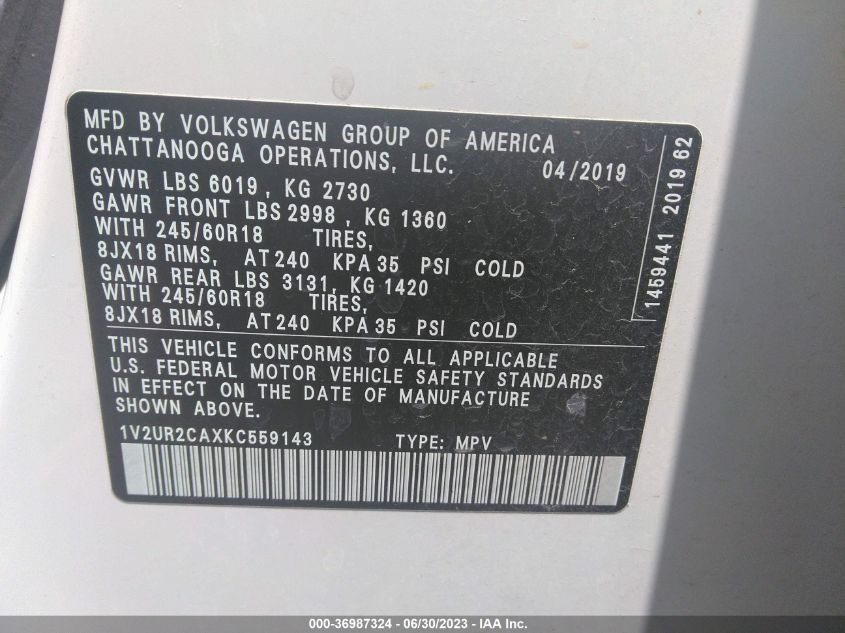 MFD BY VOLKSWAGEN GROUP OF AMERICA
CHATTANOOGA OPERATIONS, LLC. 04/2019
GVWR LBS 6019, KG 2730
GAWR FRONT LBS 2998, KG 1360
WITH 245/60R18 TIRES,
8JX18 RIMS, AT 240 KPA 35 PSI COLD
GAWR REAR LBS 3131, KG 1420
WITH 245/60R18 TIRES,
8JX18 RIMS, AT 240 KPA 35 PSI COLD
THIS VEHICLE CONFORMS TO ALL APPLICABLE
U.S. FEDERAL MOTOR VEHICLE SAFETY STANDARDS
IN EFFECT ON THE DATE OF MANUFACTURE
SHOWN ABOVE.
1V2UR2CAXKC559143 TYPE: MPV
1459441 2019 62
000-36987324 - 06/30/2023 - IAA Inc.